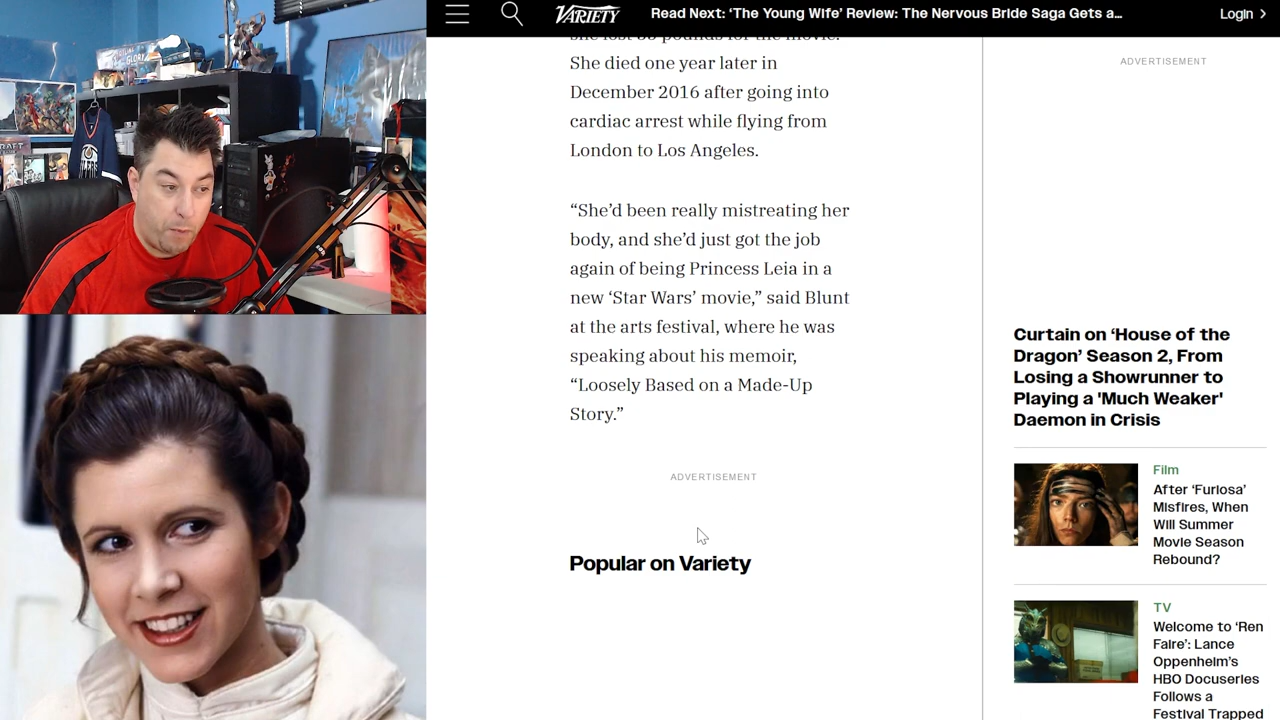 VARIETY
Read Next: ‘The Young Wife’ Review: The Nervous Bride Saga Gets a…
Login
She died one year later in
December 2016 after going into
cardiac arrest while flying from
London to Los Angeles.
“She’d been really mistreating her
body, and she’d just got the job
again of being Princess Leia in a
new ‘Star Wars’ movie,” said Blunt
at the arts festival, where he was
speaking about his memoir,
“Loosely Based on a Made-Up
Story.”
ADVERTISEMENT
Popular on Variety
ADVERTISEMENT
Curtain on ‘House of the
Dragon’ Season 2, From
Losing a Showrunner to
Playing a 'Much Weaker'
Daemon in Crisis
Film
After ‘Furiosa’
Misfires, When
Will Summer
Movie Season
Rebound?
TV
Welcome to ‘Ren
Faire’: Lance
Oppenheim’s
HBO Docuseries
Follows a
Festival Trapped
GLORY